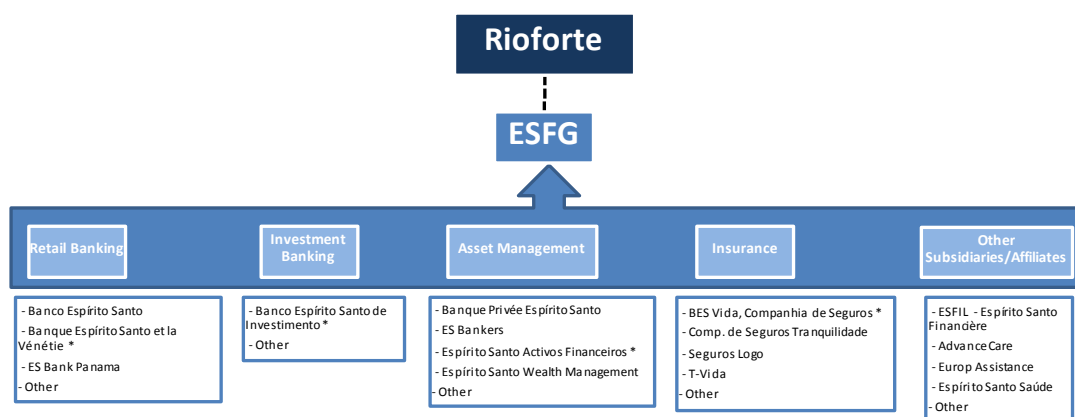 Rioforte
ESFG
Retail Banking
Investment
Banking
Asset Management
Insurance
Other
Subsidiaries/Affiliates
- Banco Espírito Santo
- Banque Espírito Santo et la
Vénétie *
- ES Bank Panama
- Other
- Banco Espírito Santo de
Investimento *
- Other
- Banque Privée Espírito Santo
- ES Bankers
- Espírito Santo Activos Financeiros *
- Espírito Santo Wealth Management
- Other
- BES Vida, Companhia de Seguros *
- Comp. de Seguros Tranquilidade
- Seguros Logo
- T-Vida
- Other
- ESFIL - Espírito Santo
Financière
- AdvanceCare
- Europ Assistance
- Espírito Santo Saúde
- Other